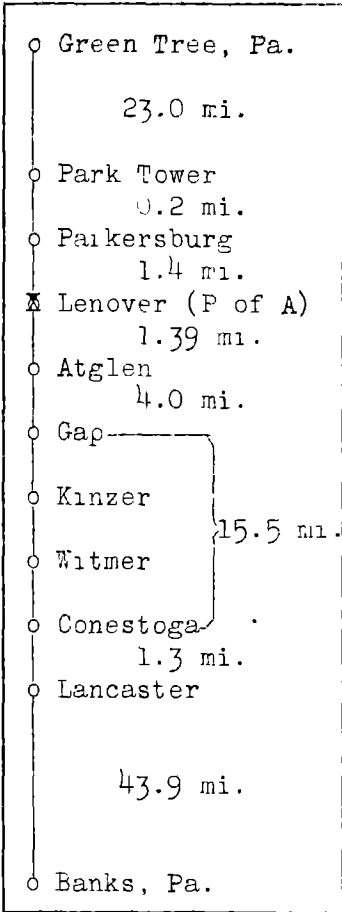 Green Tree, Pa.
23.0 mi.
Park Tower
0.2 mi.
Parkersburg
1.4 mi.
Lenover (P of A)
1.39 mi.
Atglen
4.0 mi.
Gap
Kinzer
15.5 mi.
Witmer
Conestoga
1.3 mi.
Lancaster
43.9 mi.
Banks, Pa.